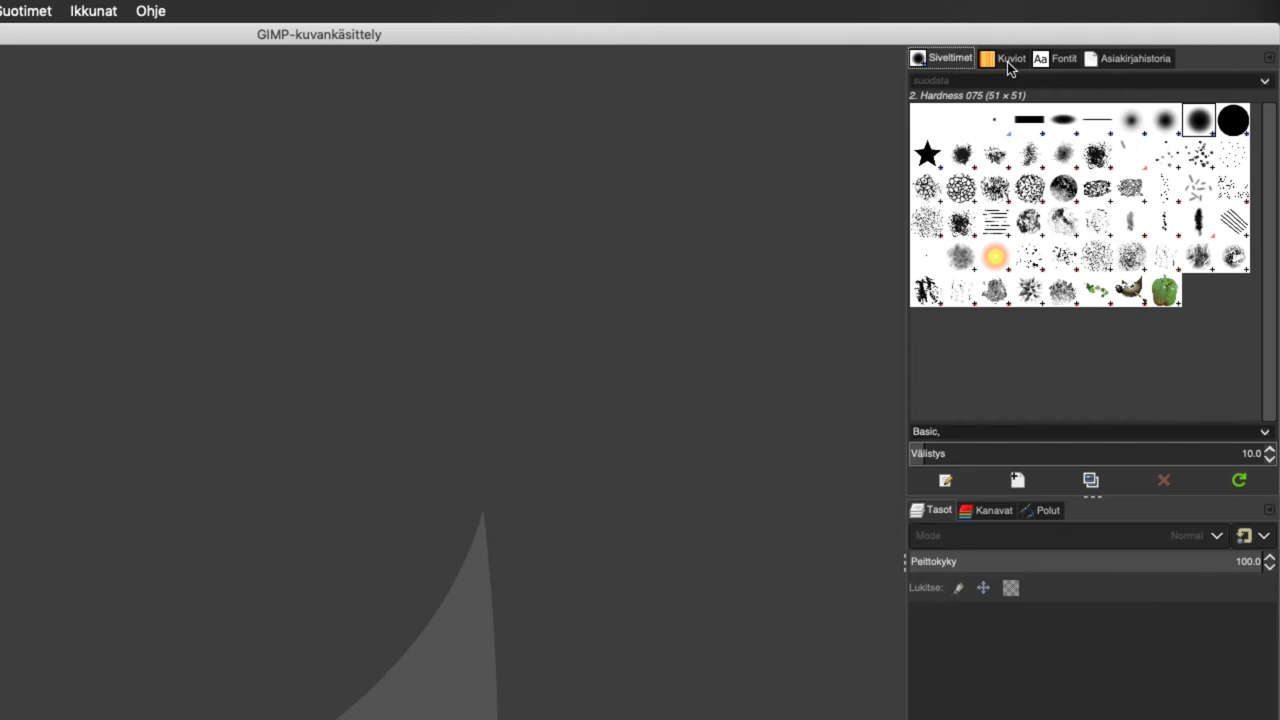 Suotimet Ikkunat Ohje
GIMP-kuvankäsittely
Siveltimet Kuviot Aa Fontit Asiakirjahistoria
suodata
2. Hardness 075 (51 × 51)
Basic,
Välistys 10.0
Tasot Kanavat Polut
Mode Normal
Peittokyky 100.0
Lukitse: